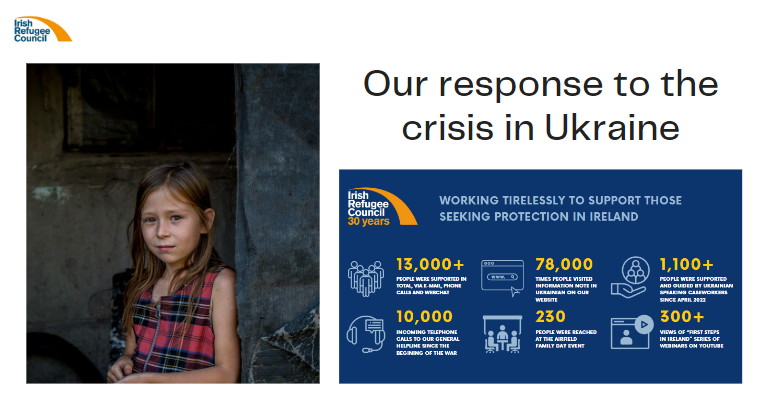 Irish
Refugee
Council
Our response to the
crisis in Ukraine
Irish
Refugee
Council
30 years
WORKING TIRELESSLY TO SUPPORT THOSE
SEEKING PROTECTION IN IRELAND
13,000+
PEOPLE WERE SUPPORTED IN
TOTAL, VIA E-MAIL, PHONE
CALLS AND WEBCHAT
www.
78,000
TIMES PEOPLE VISITED
INFORMATION NOTE IN
UKRAINIAN ON OUR
WEBSITE
1,100+
PEOPLE WERE SUPPORTED
AND GUIDED BY UKRAINIAN
SPEAKING CASEWORKERS
SINCE APRIL 2022
10,000
INCOMING TELEPHONE
CALLS TO OUR GENERAL
HELPLINE SINCE THE
BEGINING OF THE WAR
230
PEOPLE WERE REACHED
AT THE AIRFIELD
FAMILY DAY EVENT
300+
VIEWS OF "FIRST STEPS
IN IRELAND" SERIES OF
WEBINARS ON YOUTUBE